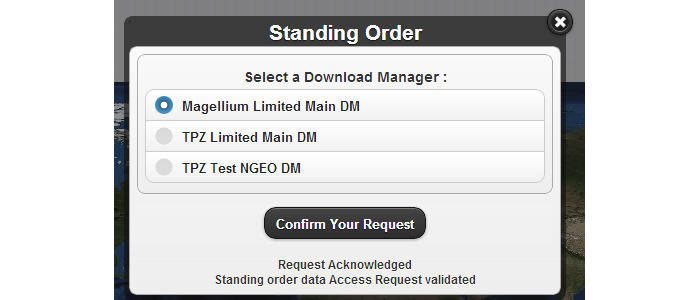 Standing Order
Select a Download Manager :
Magellium Limited Main DM
TPZ Limited Main DM
TPZ Test NGEO DM
Confirm Your Request
Request Acknowledged
Standing order data Access Request validated